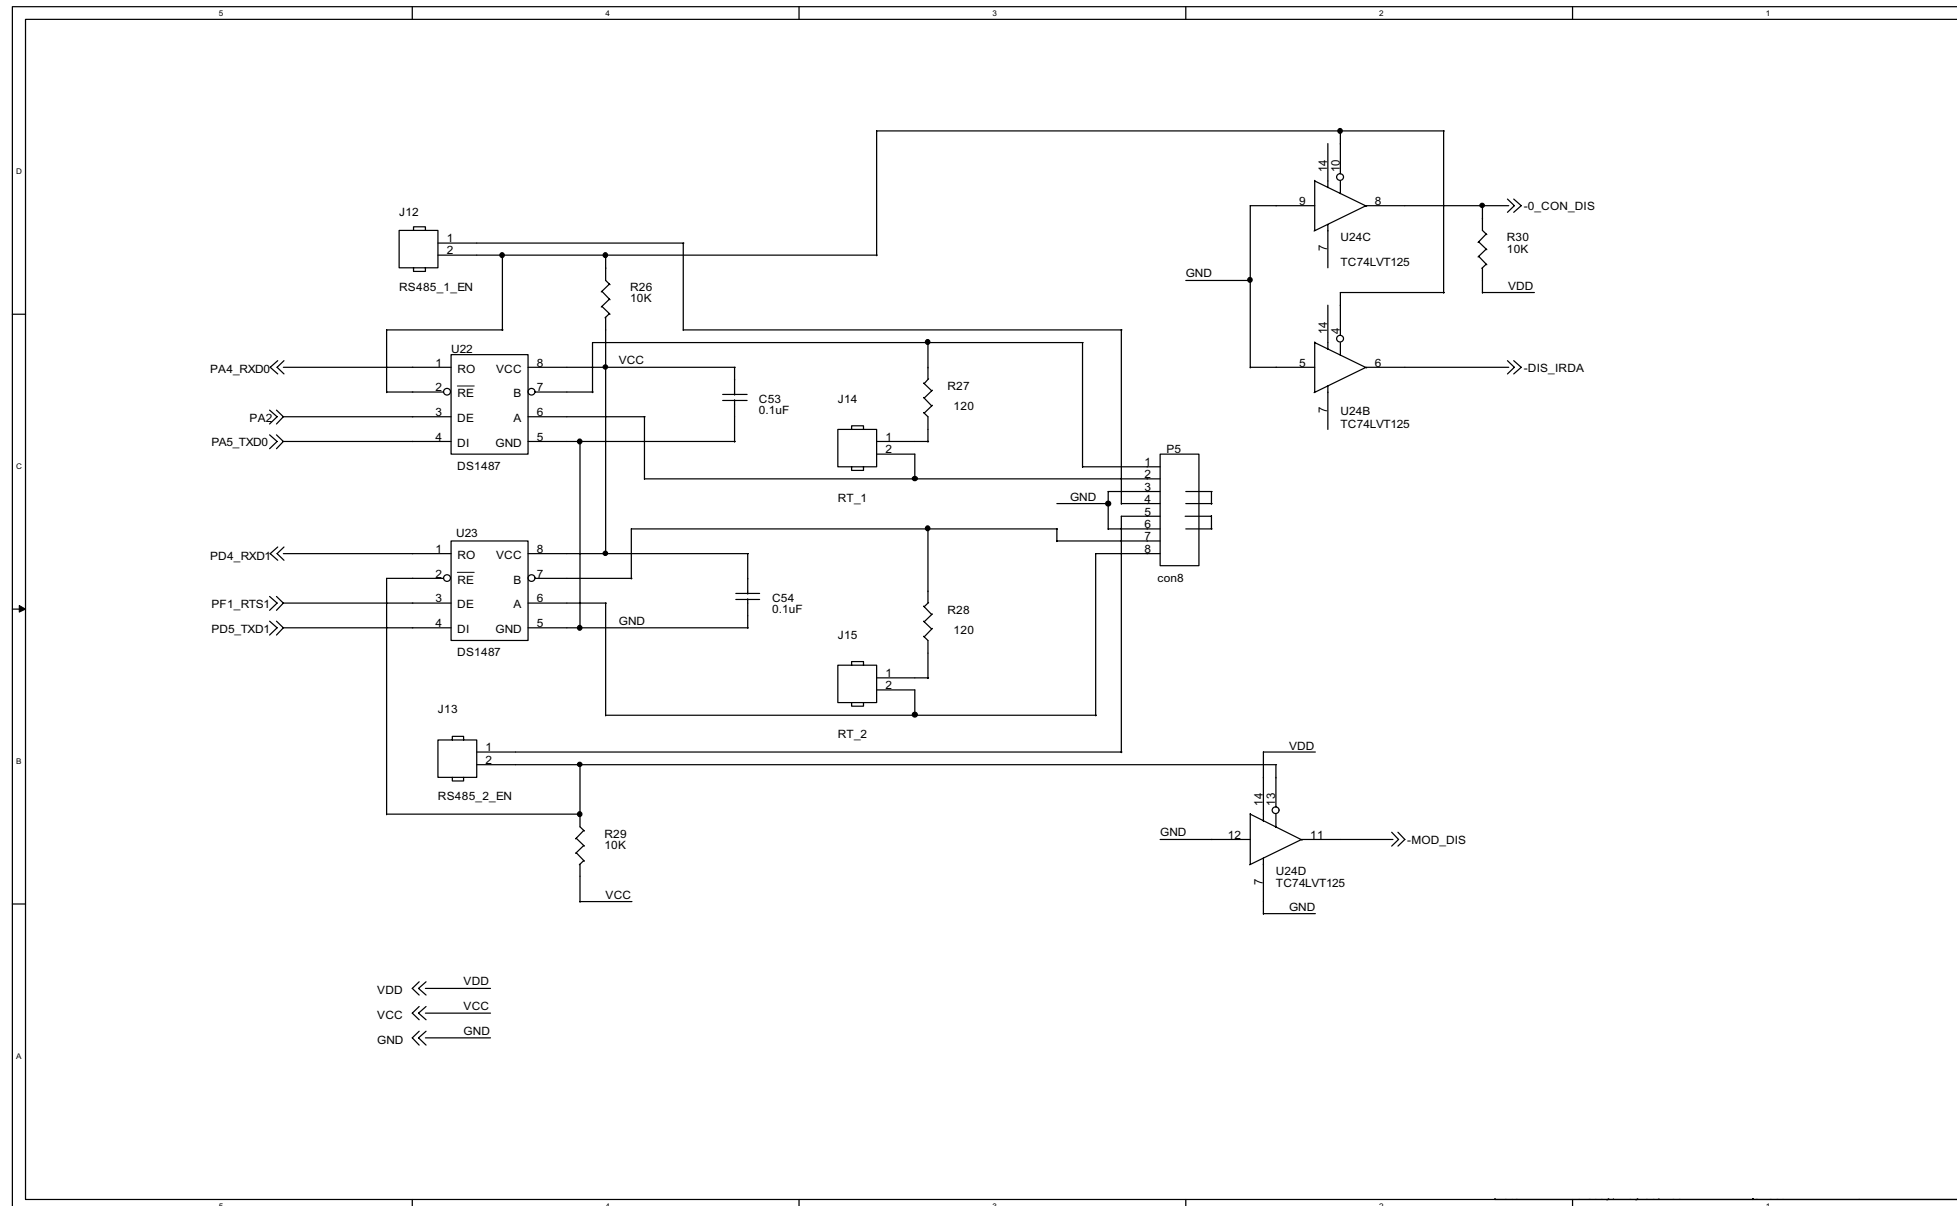 5 4 3 2 1
D
14 10
J12
9 8 -0_CON_DIS
1
2
U24C
R30
10K
7
TC74LVT125
GND
RS485_1_EN
R26
10K
VDD
14 4
U22
PA4_RXD0 1 RO VCC 8 VCC
5 6 -DIS_IRDA
2 RE B 7
R27
120
J14
C53
0.1uF
7
U24B
TC74LVT125
PA2 3 DE A 6
PA5_TXD0 4 DI GND 5
1
2
P5
C
DS1487
1
2
3
4
5
6
7
8
GND
RT_1
U23
PD4_RXD1 1 RO VCC 8
2 RE B 7
con8
PF1_RTS1 3 DE A 6
C54
0.1uF
R28
120
PD5_TXD1 4 DI GND 5 GND
J15
DS1487
1
2
J13
RT_2
1
2
VDD
B
RS485_2_EN
14 13
R29
10K
GND 12 11 -MOD_DIS
U24D
7
TC74LVT125
VCC
GND
VDD VDD
VCC VCC
GND GND
A
5 4 3 2 1